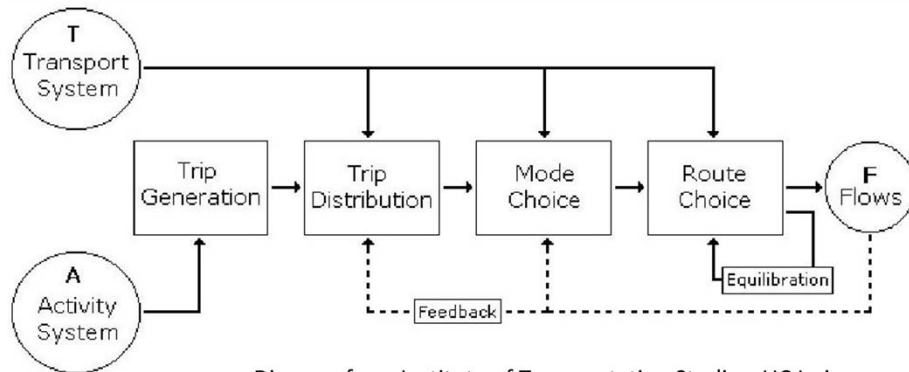 T
Transport
System
Trip
Generation
Trip
Distribution
Mode
Choice
Route
Choice
F
Flows
Equilibration
Feedback
A
Activity
System